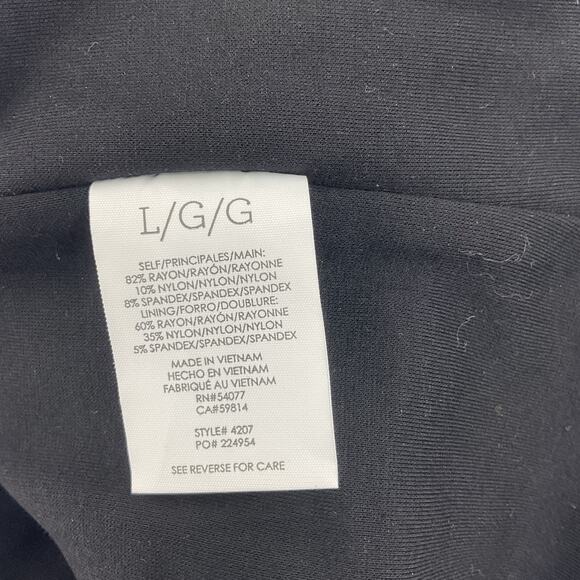 L/G/G
SELF/PRINCIPALES/MAIN:
82% RAYON/RAYÓN/RAYONNE
10% NYLON/NYLON/NYLON
8% SPANDEX/SPANDEX/SPANDEX
LINING/FORRO/DOUBLURE:
60% RAYON/RAYÓN/RAYONNE
35% NYLON/NYLON/NYLON
5% SPANDEX/SPANDEX/SPANDEX
MADE IN VIETNAM
HECHO EN VIETNAM
FABRIQUÉ AU VIETNAM
RN#54077
CA#59814
STYLE# 4207
PO# 224954
SEE REVERSE FOR CARE